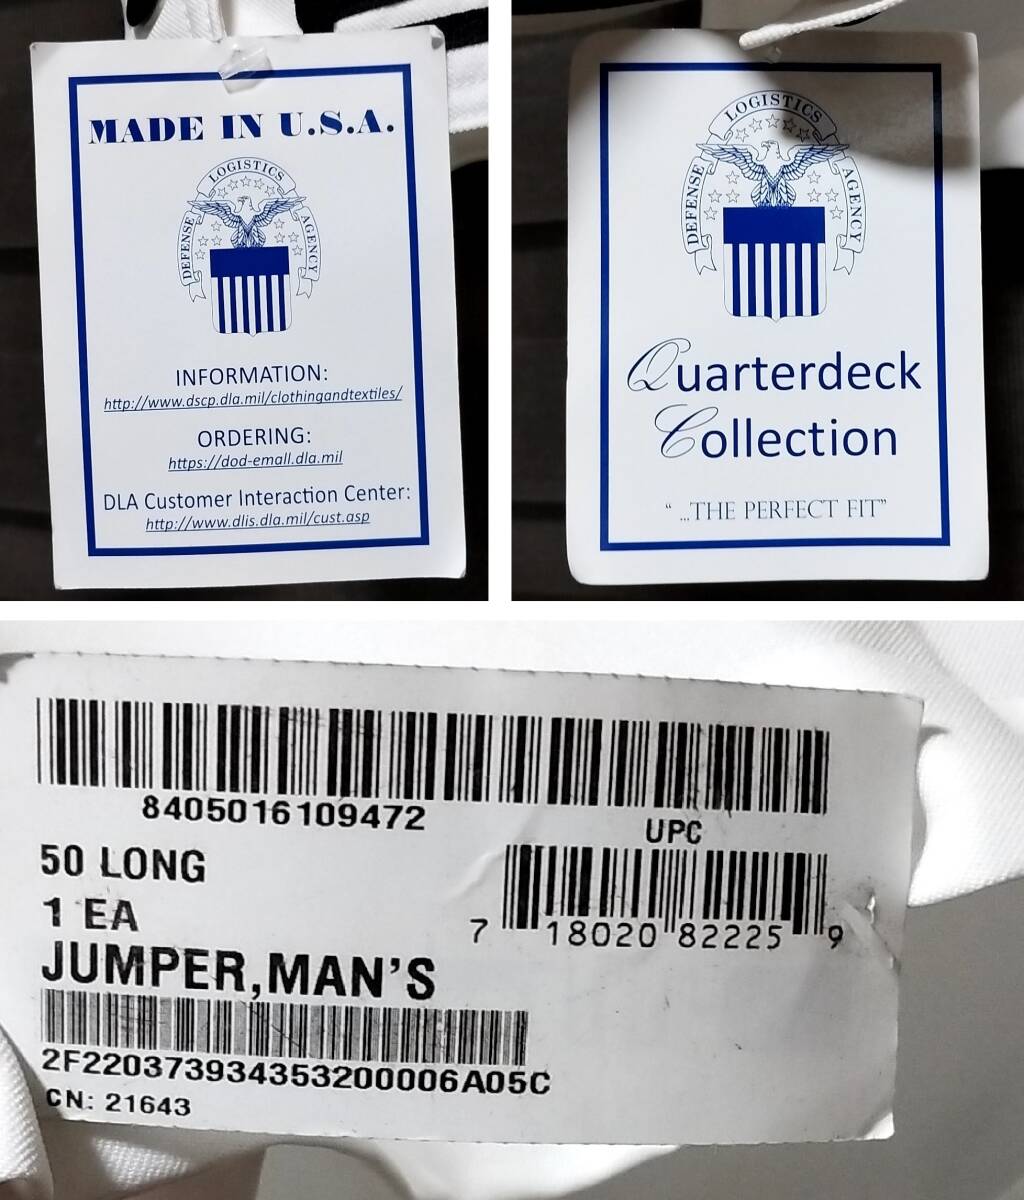 MADE IN U.S.A.
DEFENSE LOGISTICS AGENCY
INFORMATION:
http://www.dscp.dla.mil/clothingandtextiles/
ORDERING:
https://dod-emall.dla.mil
DLA Customer Interaction Center:
http://www.dlis.dla.mil/cust.asp
DEFENSE LOGISTICS AGENCY
Quarterdeck
Collection
“ ...THE PERFECT FIT”
8405016109472
UPC
50 LONG
1 EA
7 18020 82225 9
JUMPER,MAN’S
2F220373934353200006A05C
CN: 21643